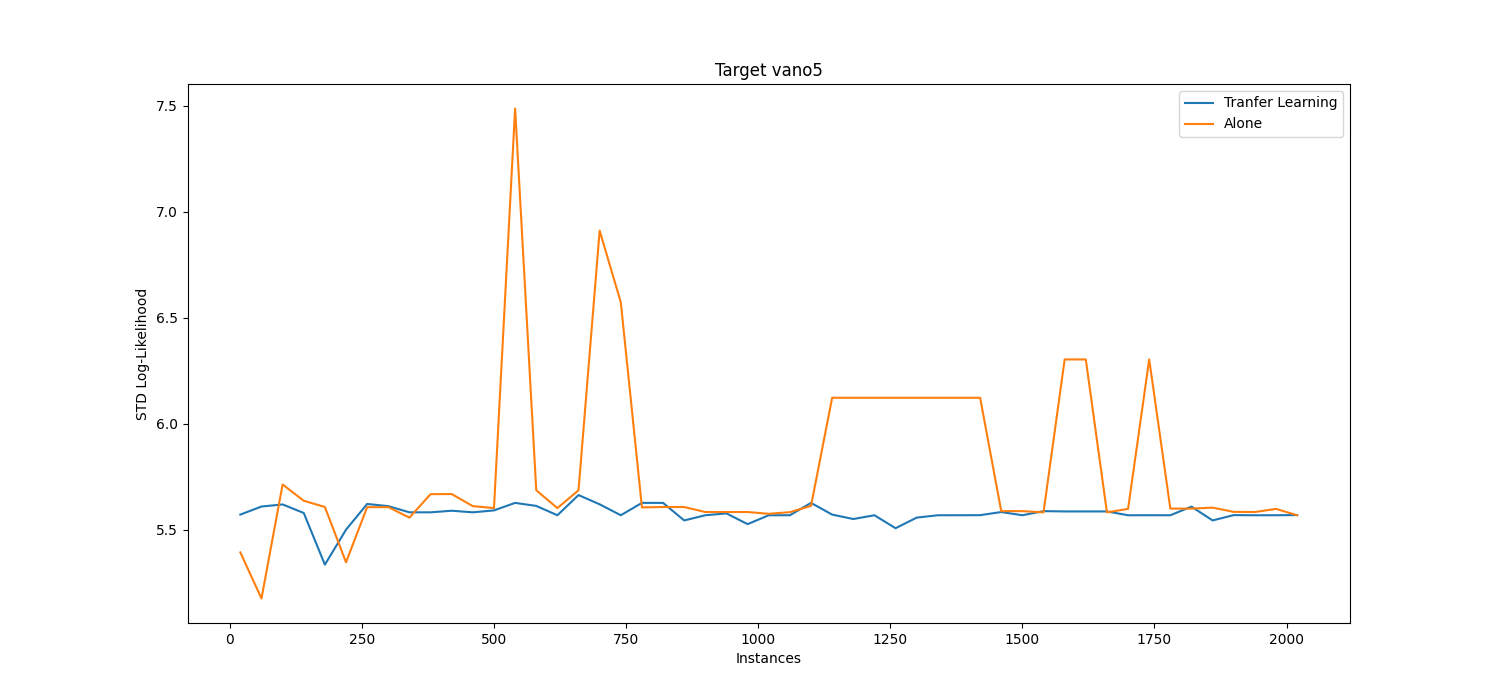 Target vano5
Tranfer Learning
Alone
STD Log-Likelihood
7.5
7.0
6.5
6.0
5.5
0 250 500 750 1000 1250 1500 1750 2000
Instances